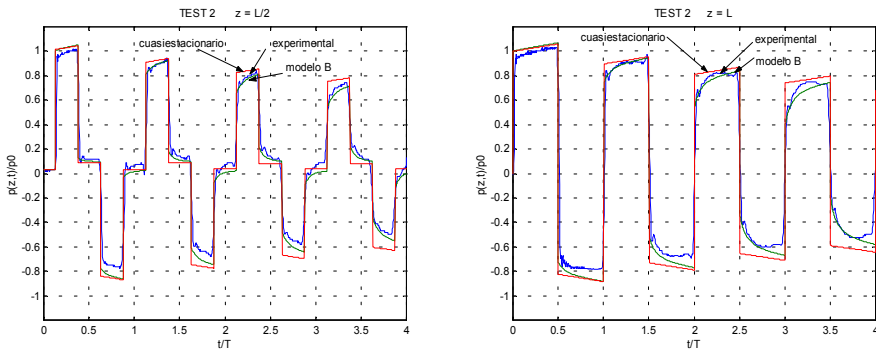 TEST 2 z = L/2
cuasiestacionario experimental
modelo B
1
0.8
0.6
0.4
0.2
0
-0.2
-0.4
-0.6
-0.8
-1
p(z,t)/p0
0 0.5 1 1.5 2 2.5 3 3.5 4
t/T
TEST 2 z = L
cuasiestacionario experimental
modelo B
1
0.8
0.6
0.4
0.2
0
-0.2
-0.4
-0.6
-0.8
-1
p(z,t)/p0
0 0.5 1 1.5 2 2.5 3 3.5 4
t/T